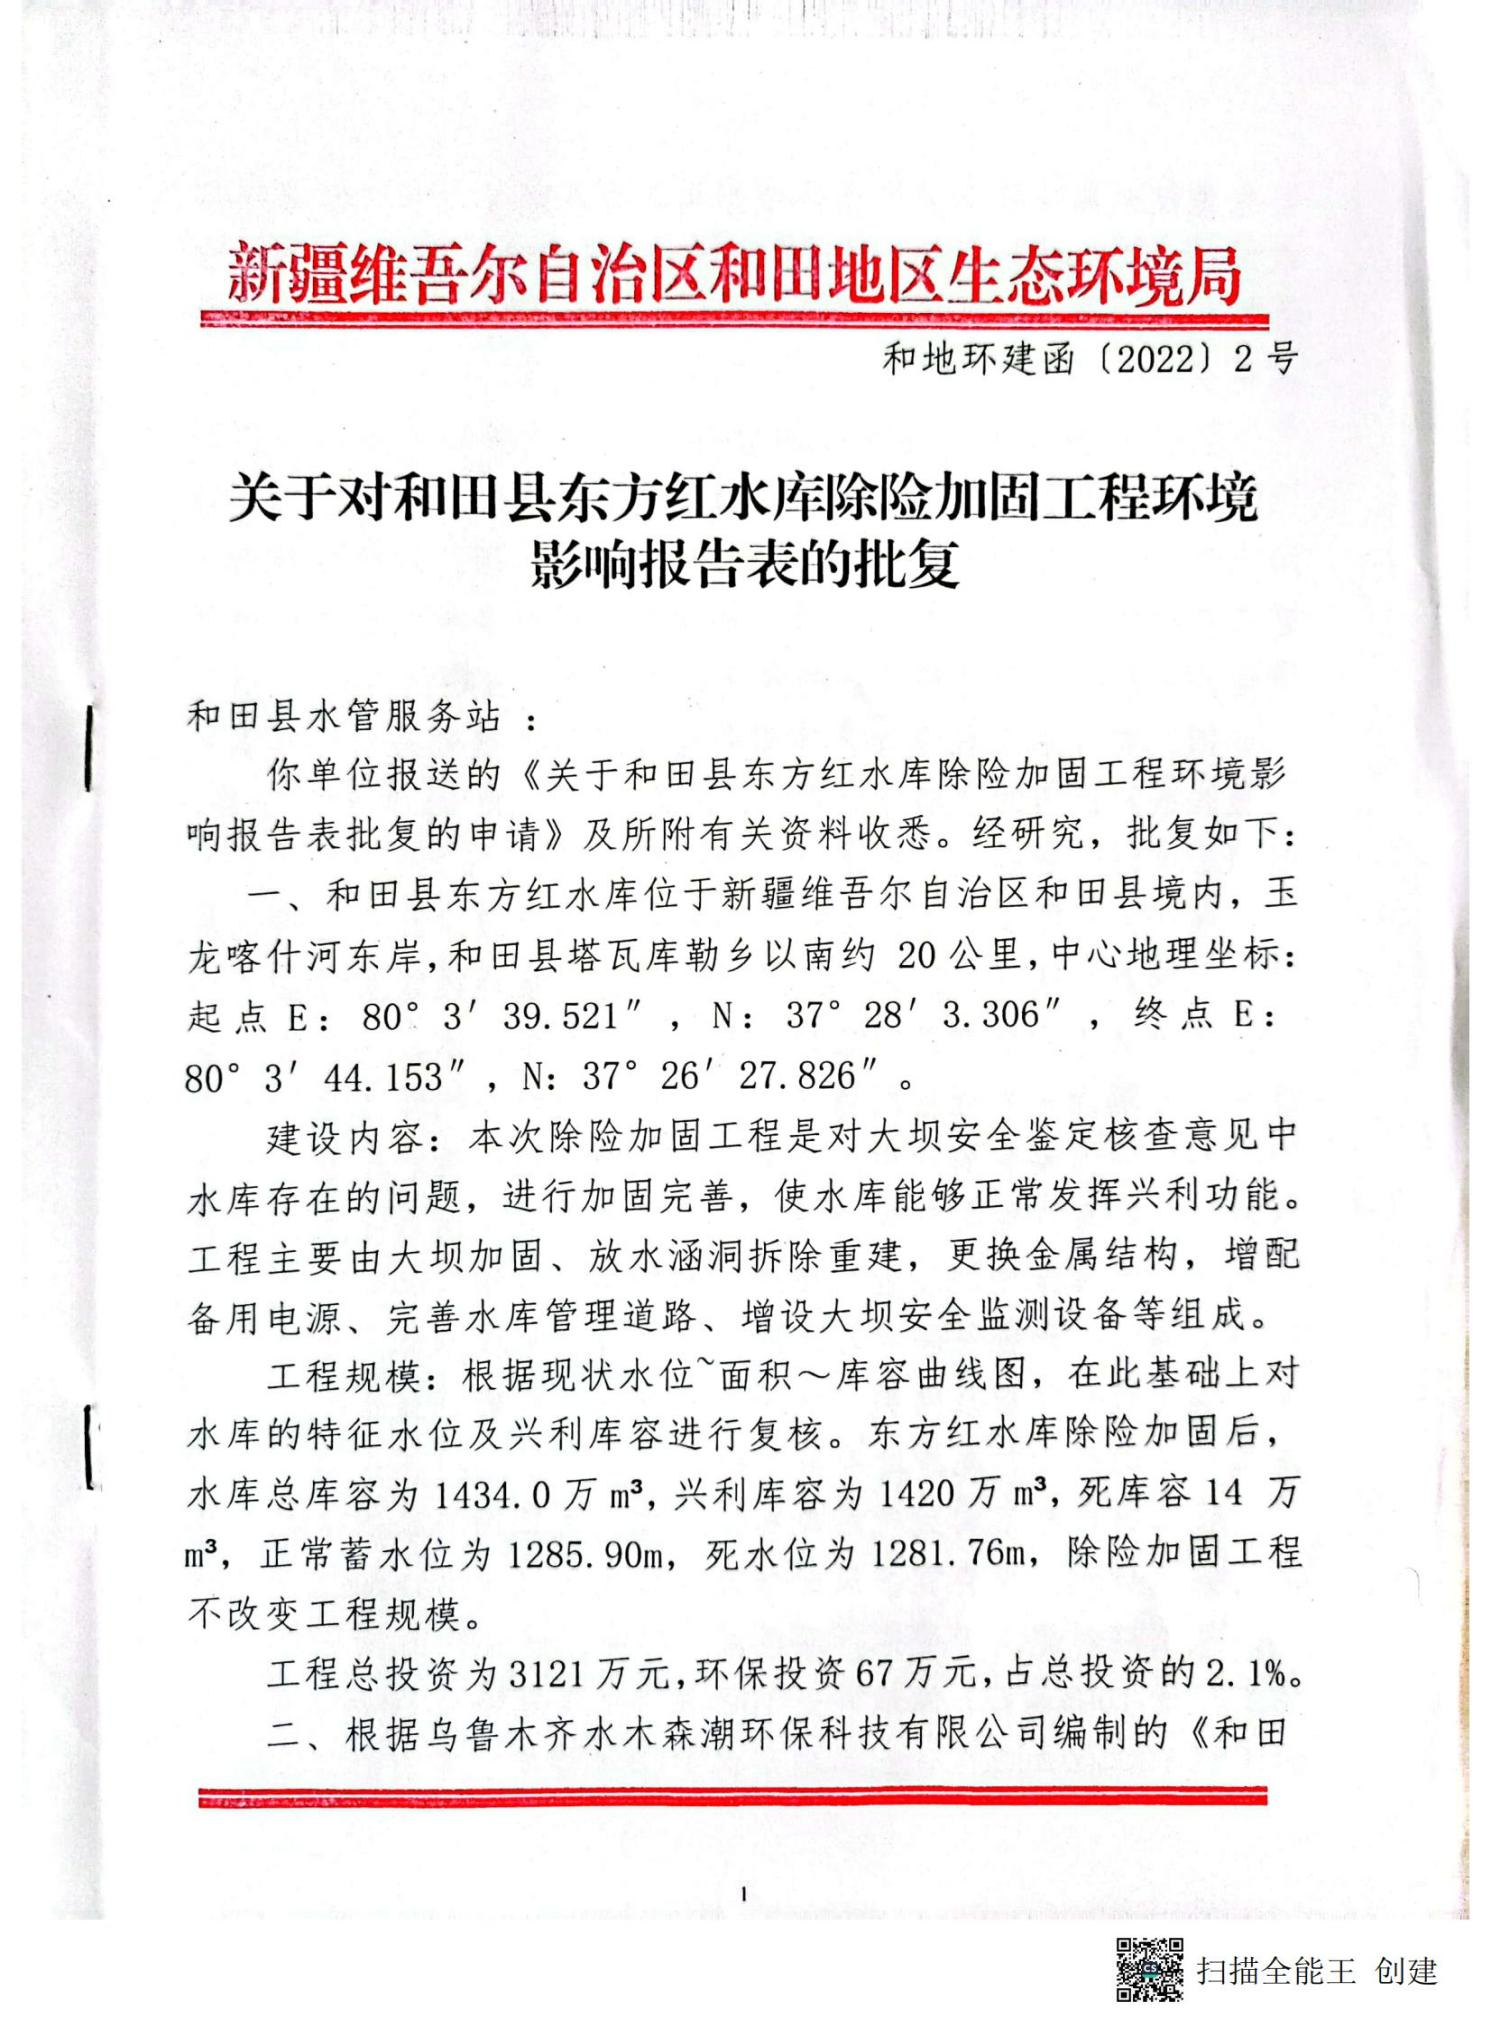 新疆维吾尔自治区和田地区生态环境局
和地环建函〔2022〕2号
关于对和田县东方红水库除险加固工程环境
影响报告表的批复
和田县水管服务站 ：
你单位报送的《关于和田县东方红水库除险加固工程环境影
响报告表批复的申请》及所附有关资料收悉。经研究，批复如下：
一、和田县东方红水库位于新疆维吾尔自治区和田县境内，玉
龙喀什河东岸，和田县塔瓦库勒乡以南约 20公里，中心地理坐标：
起点 E： 80° 3′ 39.521″ ，N： 37° 28′ 3.306″ ，终点 E：
80° 3′ 44.153″ ，N：37° 26′ 27.826″ 。
建设内容：本次除险加固工程是对大坝安全鉴定核查意见中
水库存在的问题，进行加固完善，使水库能够正常发挥兴利功能。
工程主要由大坝加固、放水涵洞拆除重建，更换金属结构，增配
备用电源、完善水库管理道路、增设大坝安全监测设备等组成。
工程规模：根据现状水位~面积～库容曲线图，在此基础上对
水库的特征水位及兴利库容进行复核。东方红水库除险加固后，
水库总库容为1434.0万m³，兴利库容为1420万m³，死库容14 万
m³，正常蓄水位为1285.90m，死水位为1281.76m，除险加固工程
不改变工程规模。
工程总投资为3121万元，环保投资67万元，占总投资的2.1%。
二、根据乌鲁木齐水木森潮环保科技有限公司编制的《和田
1
扫描全能王 创建